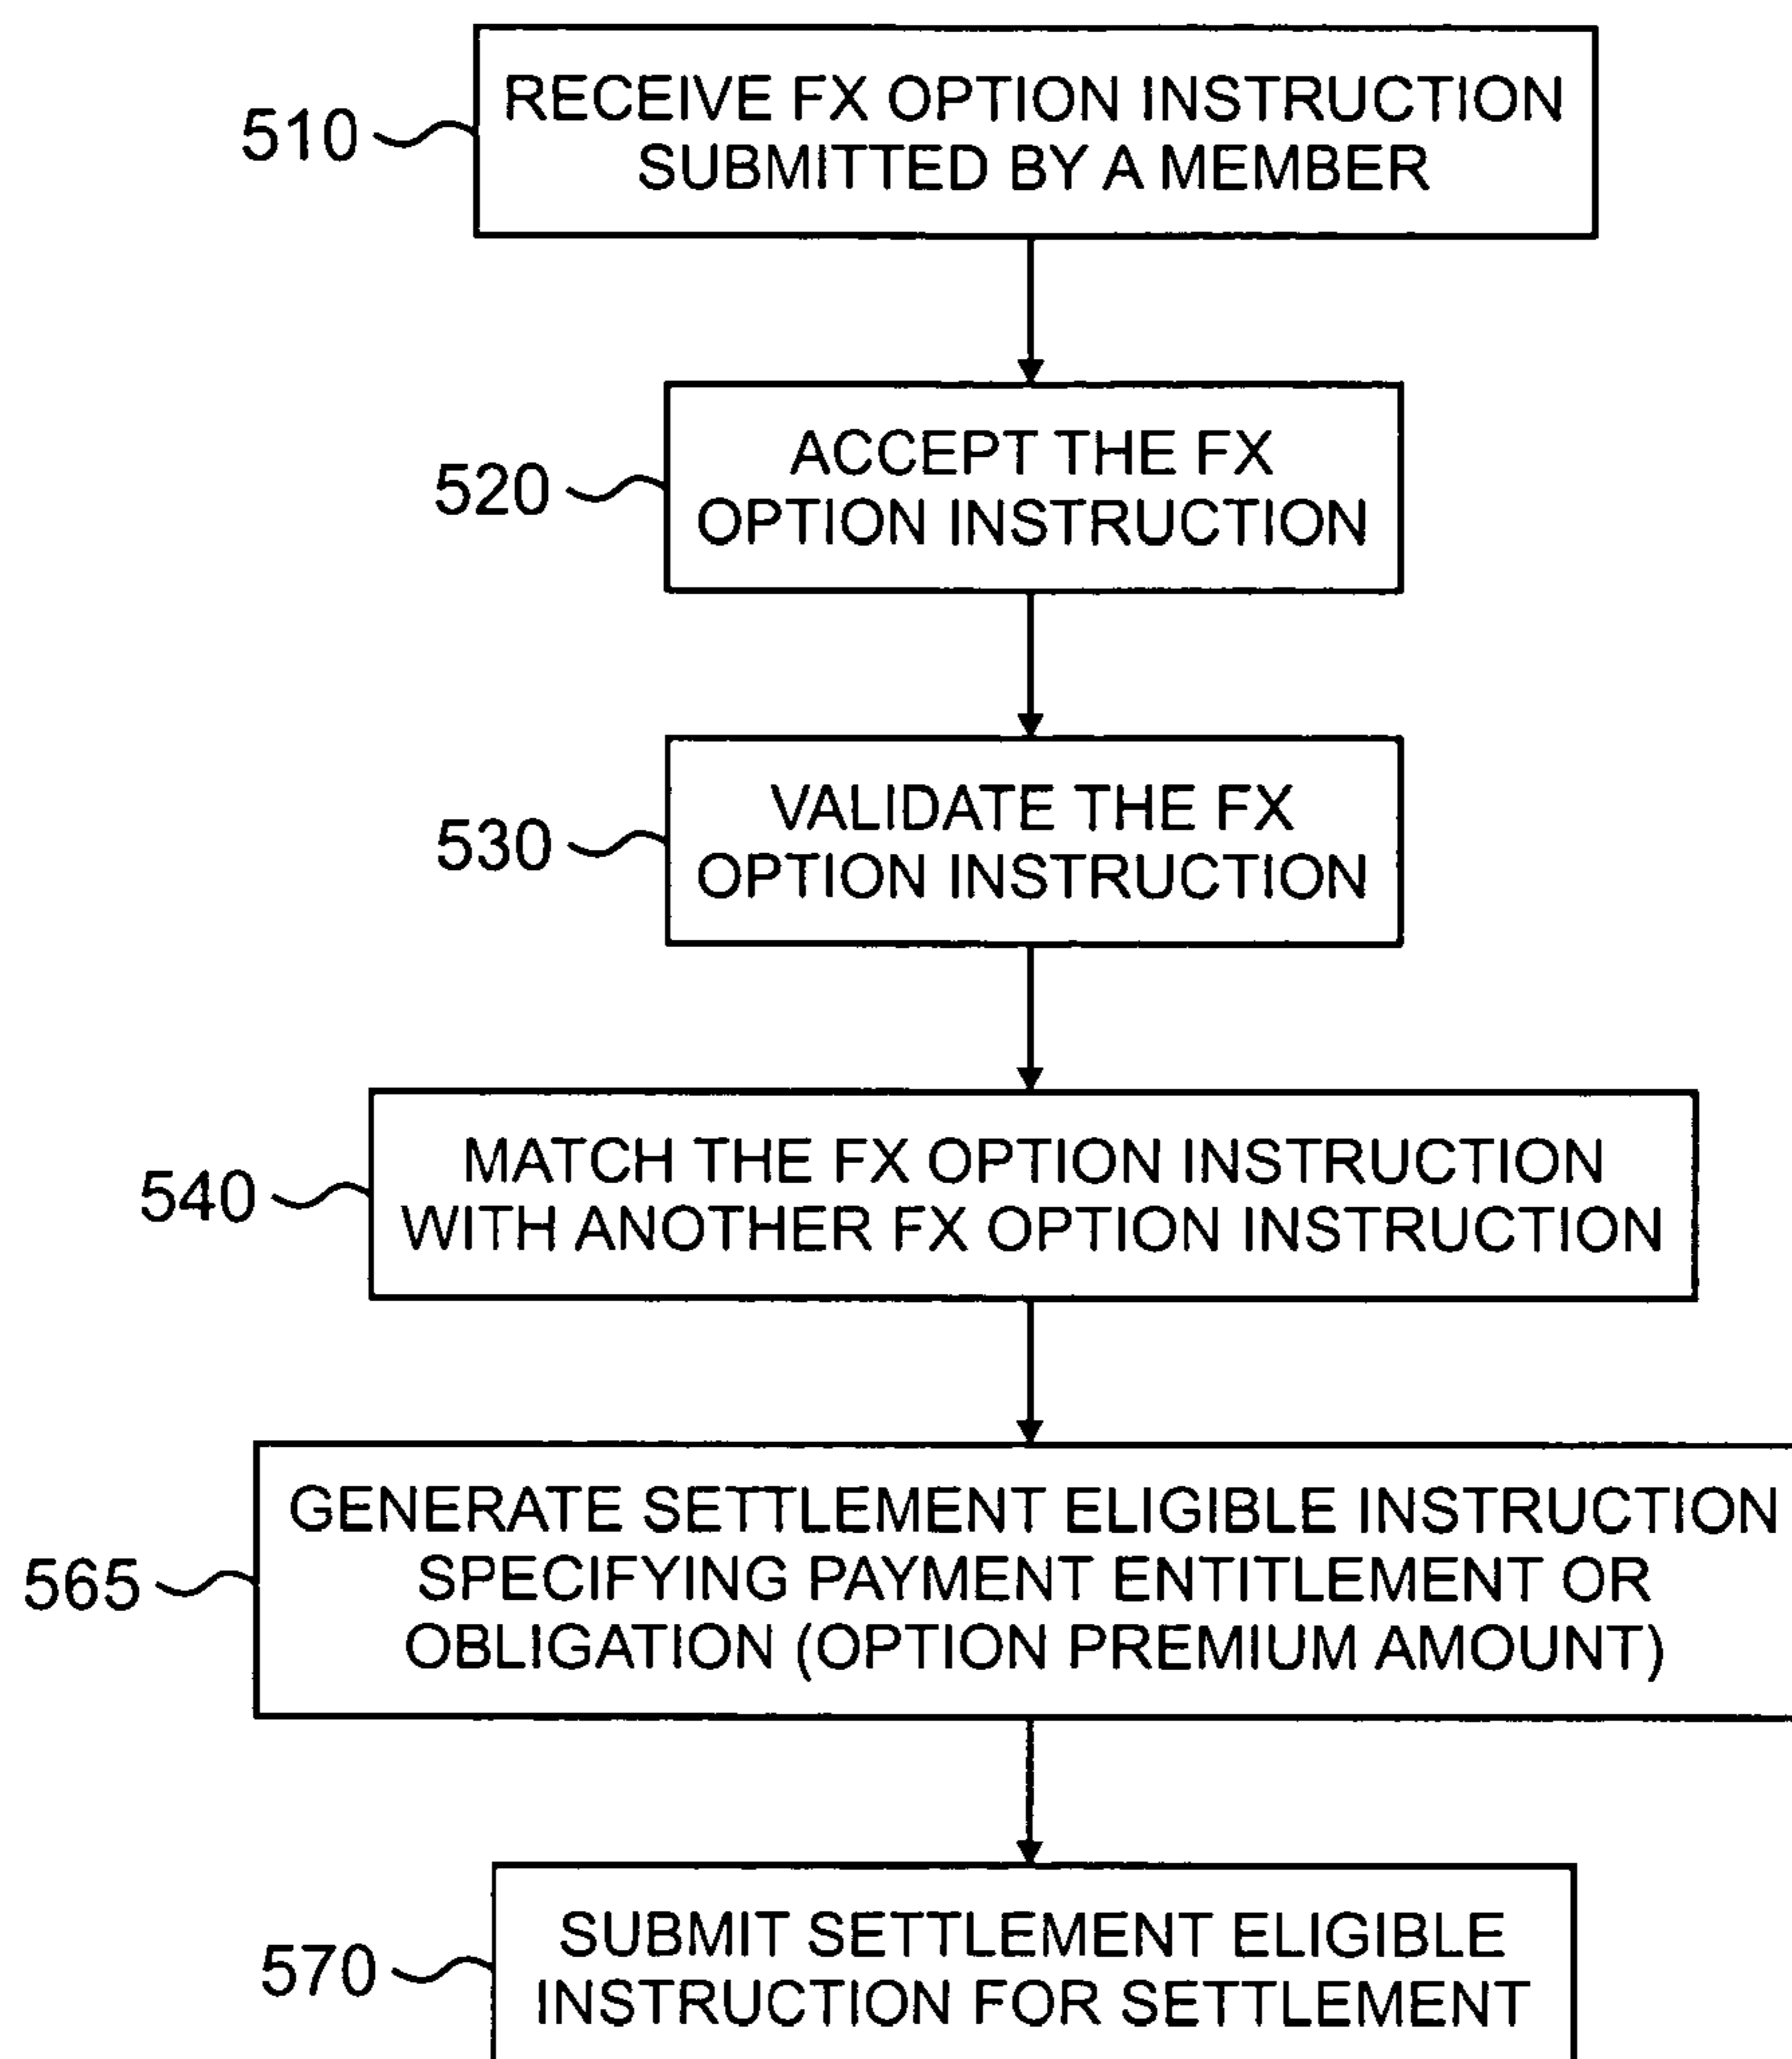 RECEIVE FX OPTION INSTRUCTION
SUBMITTED BY A MEMBER
510
ACCEPT THE FX
OPTION INSTRUCTION
520
VALIDATE THE FX
OPTION INSTRUCTION
530
MATCH THE FX OPTION INSTRUCTION
WITH ANOTHER FX OPTION INSTRUCTION
540
GENERATE SETTLEMENT ELIGIBLE INSTRUCTION
SPECIFYING PAYMENT ENTITLEMENT OR
OBLIGATION (OPTION PREMIUM AMOUNT)
565
SUBMIT SETTLEMENT ELIGIBLE
INSTRUCTION FOR SETTLEMENT
570